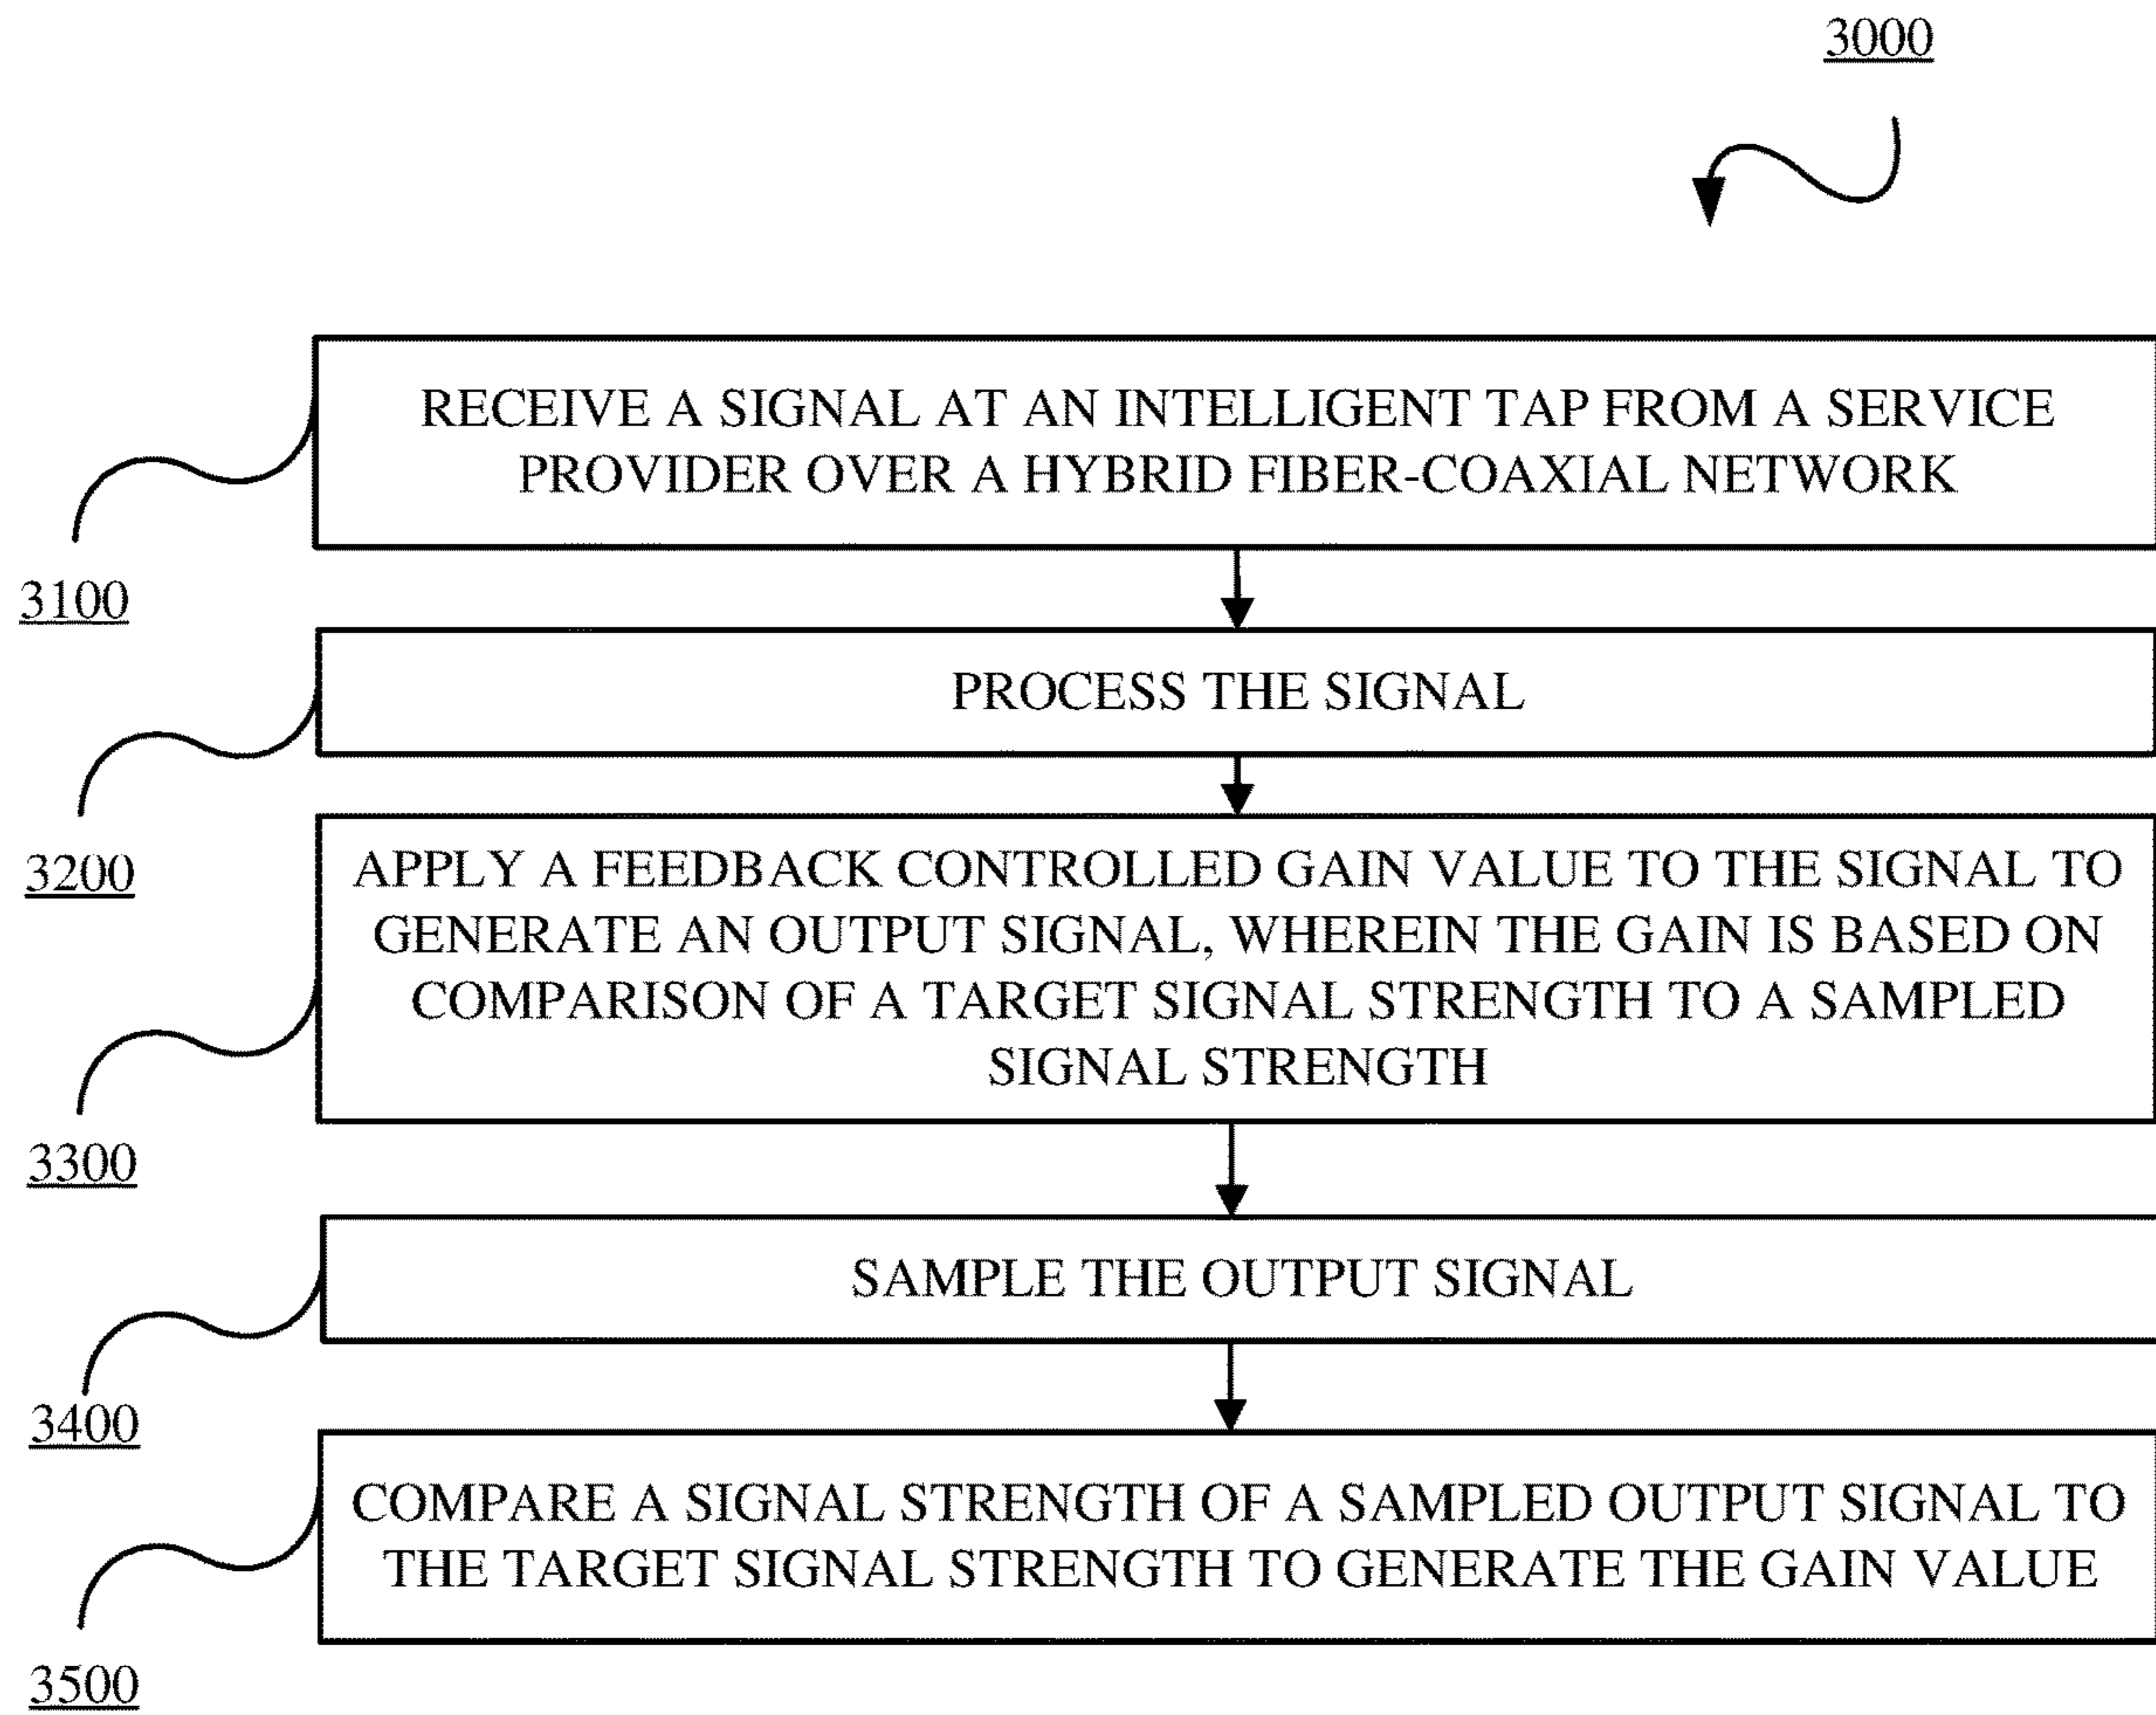 3000
RECEIVE A SIGNAL AT AN INTELLIGENT TAP FROM A SERVICE
PROVIDER OVER A HYBRID FIBER-COAXIAL NETWORK
3100
PROCESS THE SIGNAL
3200
APPLY A FEEDBACK CONTROLLED GAIN VALUE TO THE SIGNAL TO
GENERATE AN OUTPUT SIGNAL, WHEREIN THE GAIN IS BASED ON
COMPARISON OF A TARGET SIGNAL STRENGTH TO A SAMPLED
SIGNAL STRENGTH
3300
SAMPLE THE OUTPUT SIGNAL
3400
COMPARE A SIGNAL STRENGTH OF A SAMPLED OUTPUT SIGNAL TO
THE TARGET SIGNAL STRENGTH TO GENERATE THE GAIN VALUE
3500